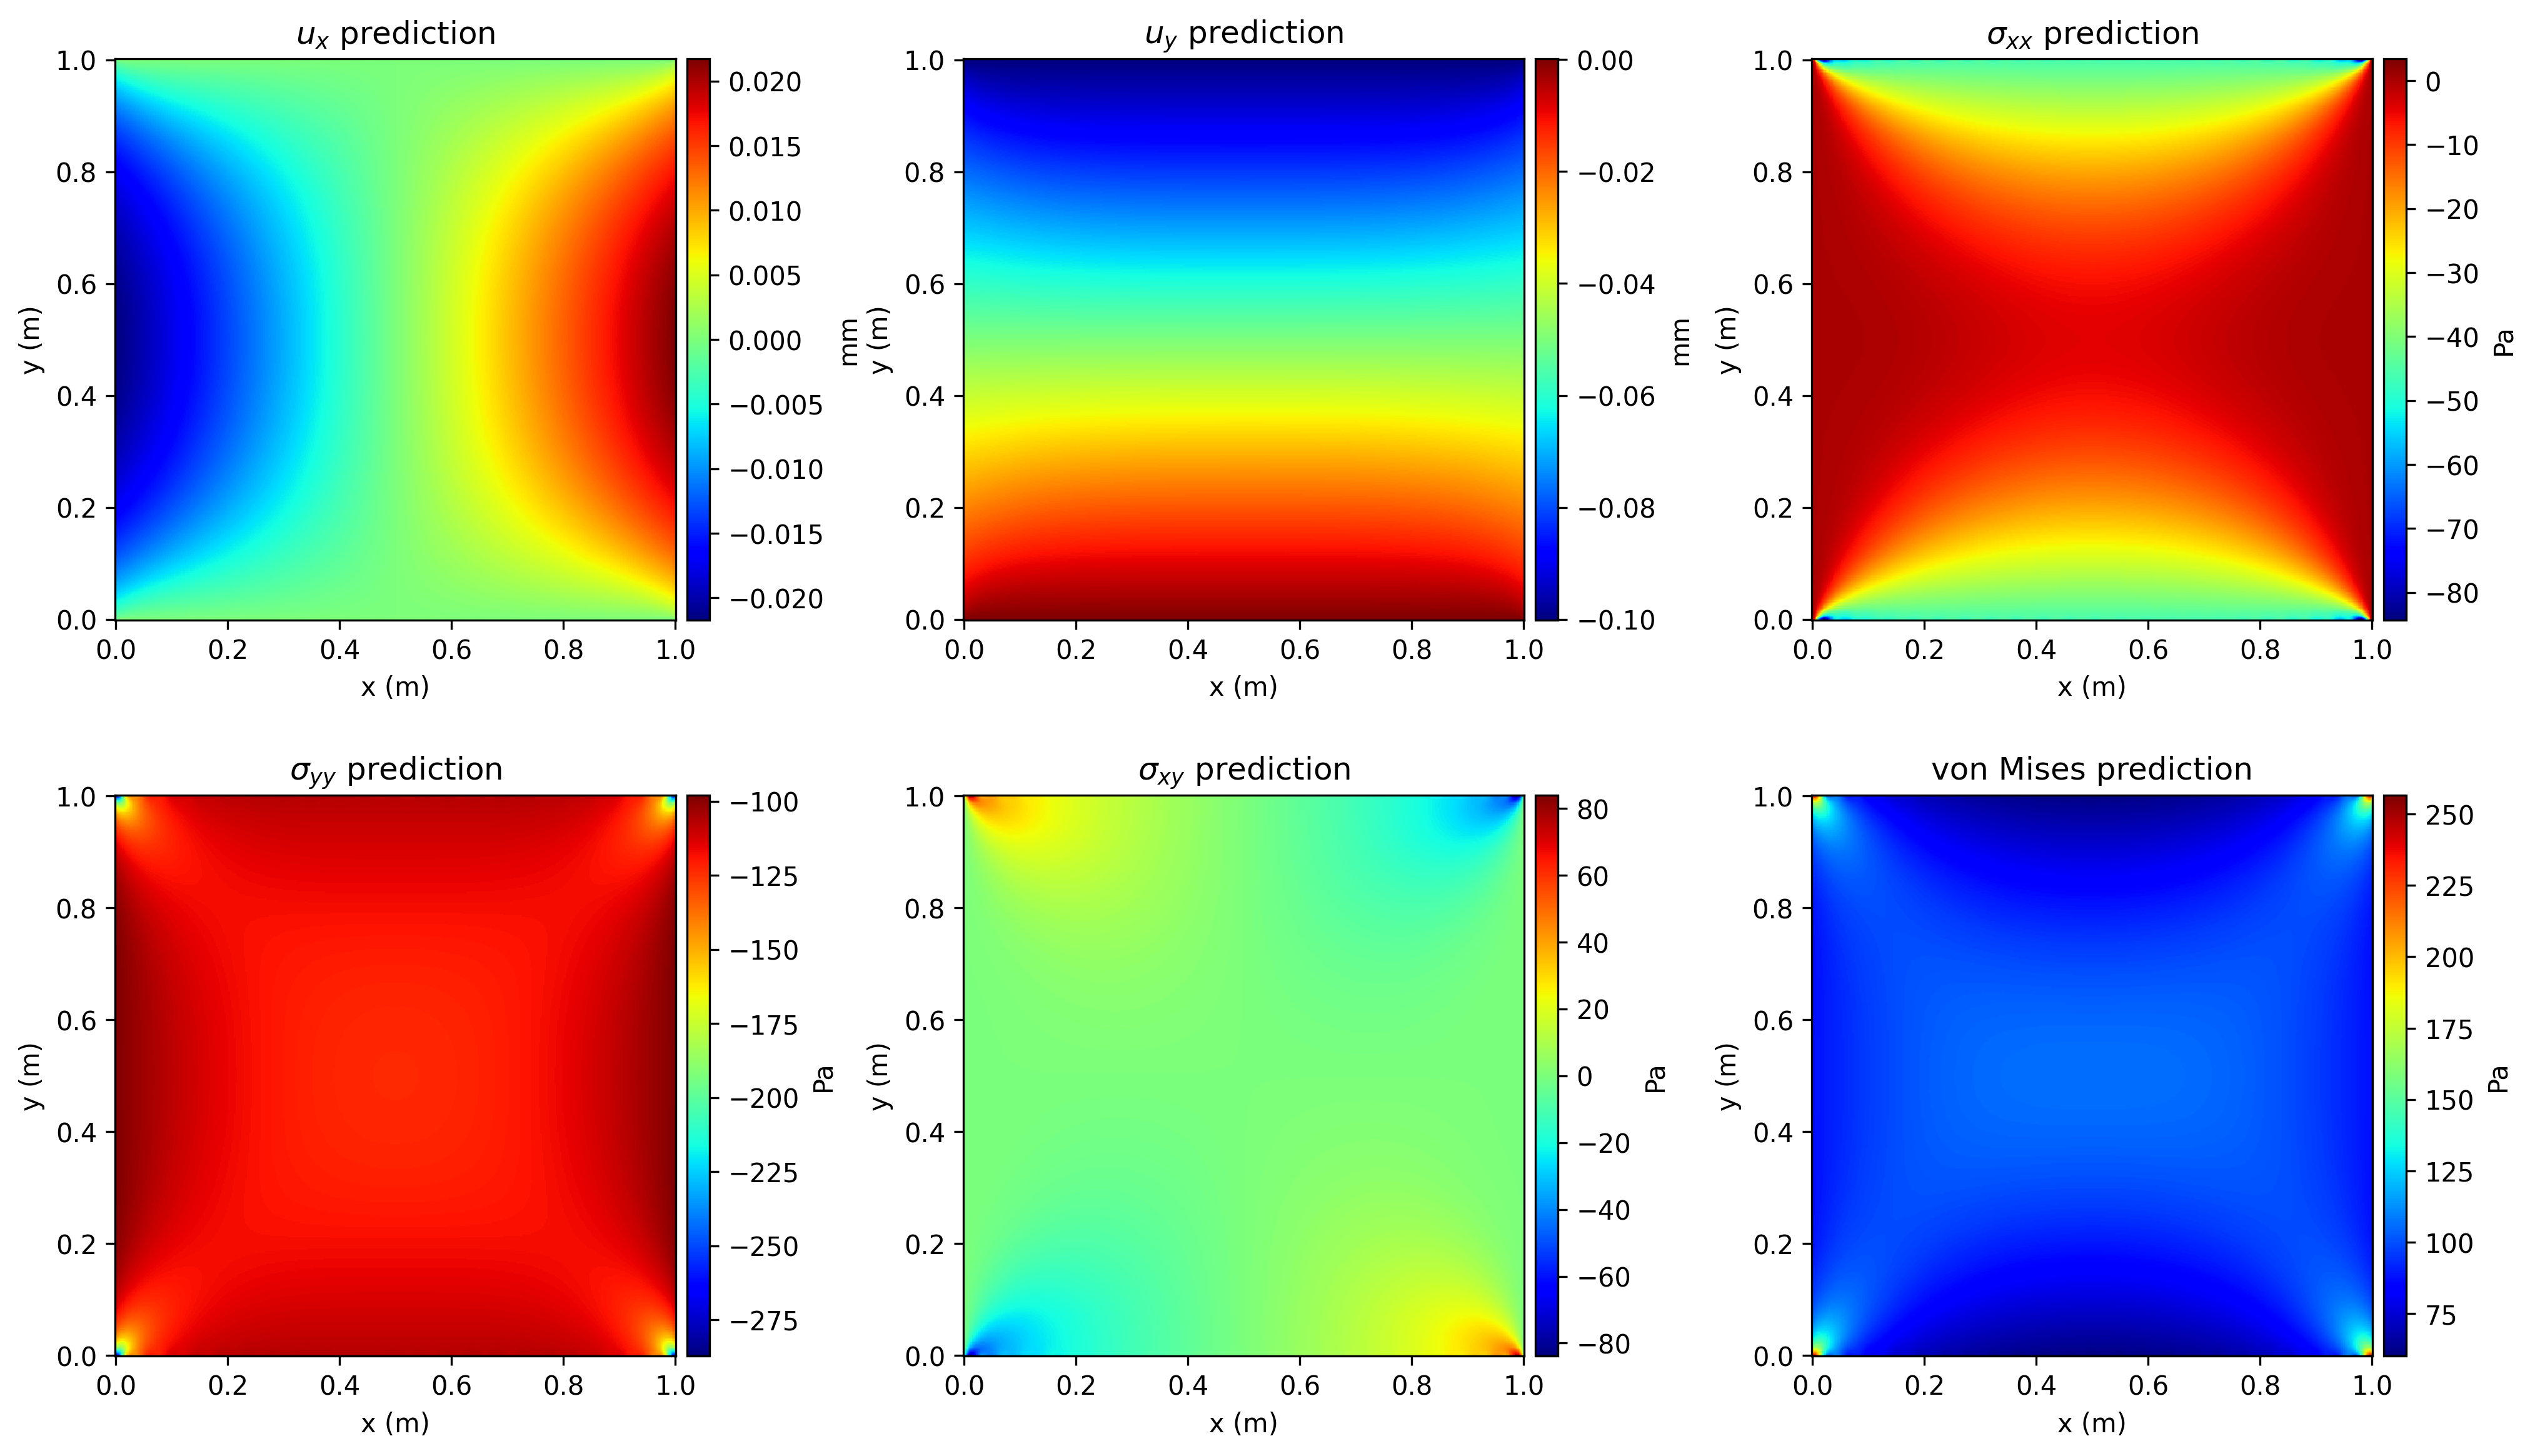 u_x prediction
1.0
0.8
0.6
0.4
0.2
0.0
0.0 0.2 0.4 0.6 0.8 1.0
x (m)
y (m)
0.020
0.015
0.010
0.005
0.000
−0.005
−0.010
−0.015
−0.020
mm
u_y prediction
1.0
0.8
0.6
0.4
0.2
0.0
0.0 0.2 0.4 0.6 0.8 1.0
x (m)
y (m)
0.00
−0.02
−0.04
−0.06
−0.08
−0.10
mm
σ_xx prediction
1.0
0.8
0.6
0.4
0.2
0.0
0.0 0.2 0.4 0.6 0.8 1.0
x (m)
y (m)
0
−10
−20
−30
−40
−50
−60
−70
−80
Pa
σ_yy prediction
1.0
0.8
0.6
0.4
0.2
0.0
0.0 0.2 0.4 0.6 0.8 1.0
x (m)
y (m)
−100
−125
−150
−175
−200
−225
−250
−275
Pa
σ_xy prediction
1.0
0.8
0.6
0.4
0.2
0.0
0.0 0.2 0.4 0.6 0.8 1.0
x (m)
y (m)
80
60
40
20
0
−20
−40
−60
−80
Pa
von Mises prediction
1.0
0.8
0.6
0.4
0.2
0.0
0.0 0.2 0.4 0.6 0.8 1.0
x (m)
y (m)
250
225
200
175
150
125
100
75
Pa